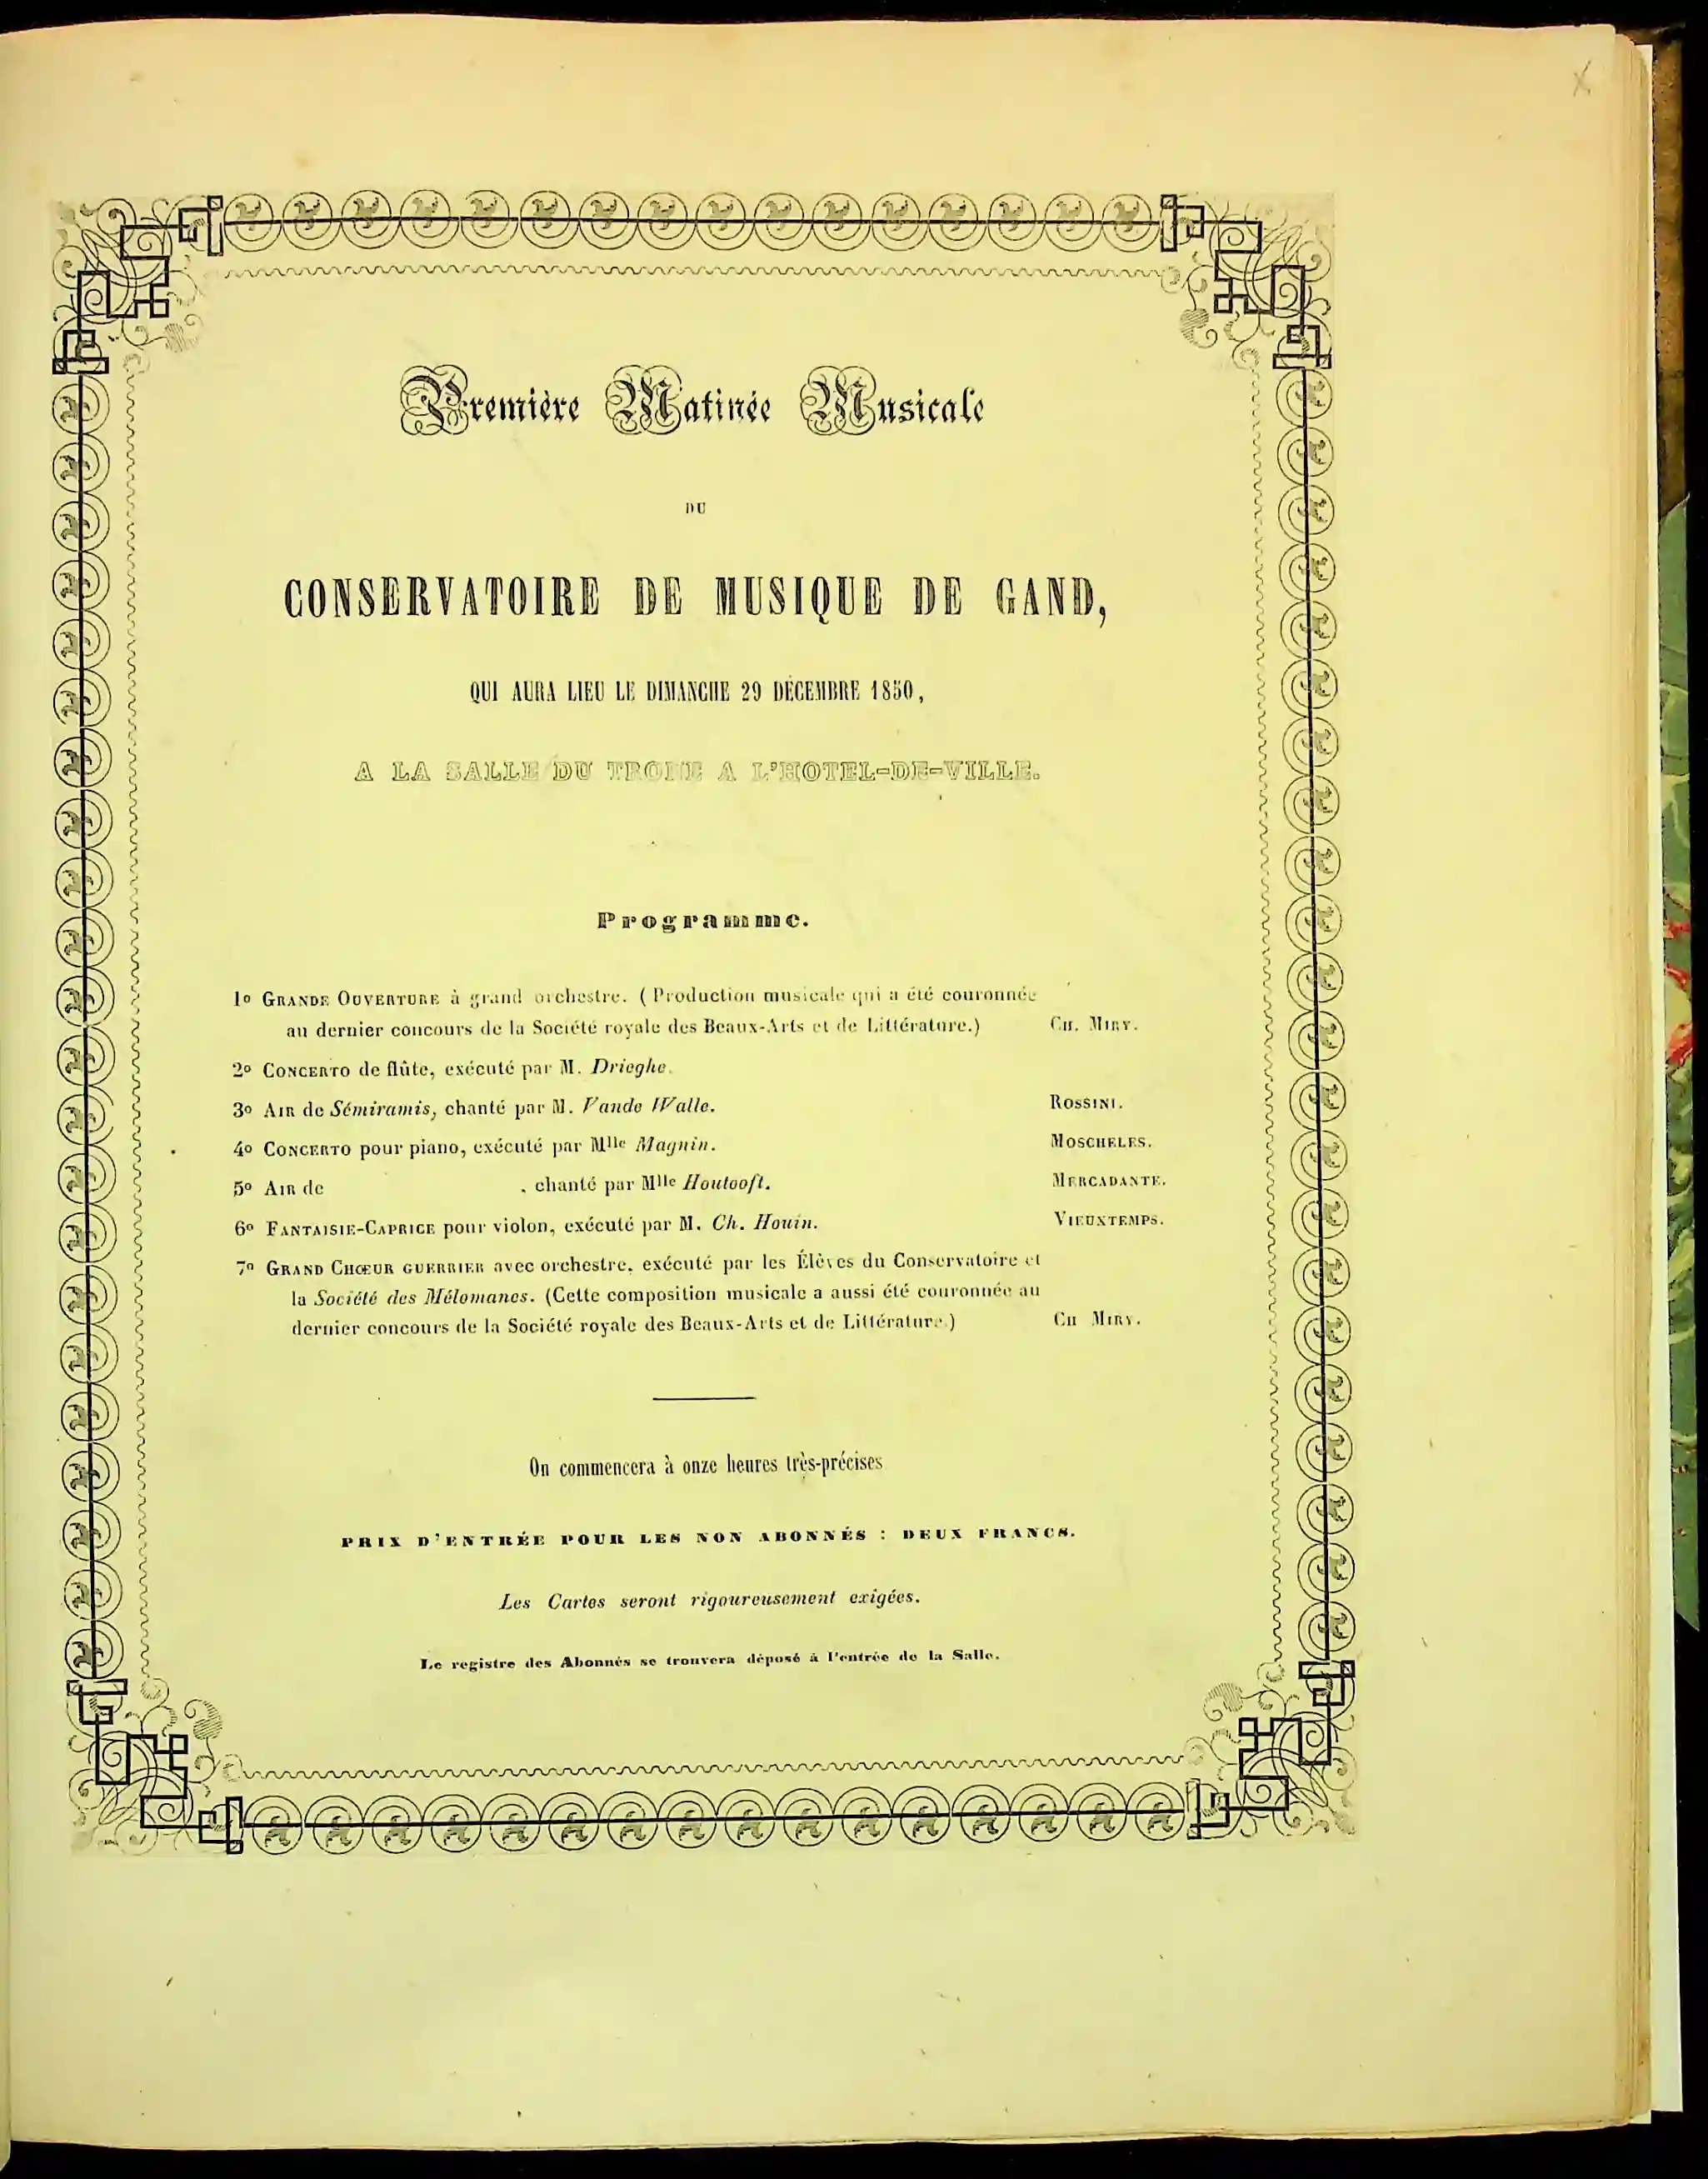 Première Matinée Musicale
DU
CONSERVATOIRE DE MUSIQUE DE GAND,
QUI AURA LIEU LE DIMANCHE 29 DÉCEMBRE 1850,
A LA SALLE DU TRONE A L'HOTEL-DE-VILLE.
Programme.
1º GRANDE OUVERTURE à grand orchestre. (Production musicale qui a été couronnée
au dernier concours de la Société royale des Beaux-Arts et de Littérature.) CH. MIRY.
2º CONCERTO de flûte, exécuté par M. Drieghe.
3º AIR de Sémiramis, chanté par M. Vande Walle. ROSSINI.
4º CONCERTO pour piano, exécuté par Mlle Magnin. MOSCHELES.
5º AIR de , chanté par Mlle Houtooft. MERCADANTE.
6º FANTAISIE-CAPRICE pour violon, exécuté par M. Ch. Houin. VIEUXTEMPS.
7º GRAND CHŒUR GUERRIER avec orchestre, exécuté par les Élèves du Conservatoire et
la Société des Mélomanes. (Cette composition musicale a aussi été couronnée au
dernier concours de la Société royale des Beaux-Arts et de Littérature.) CH MIRY.
On commencera à onze heures très-précises
PRIX D'ENTRÉE POUR LES NON ABONNÉS : DEUX FRANCS.
Les Cartes seront rigoureusement exigées.
Le registre des Abonnés se trouvera déposé à l'entrée de la Salle.